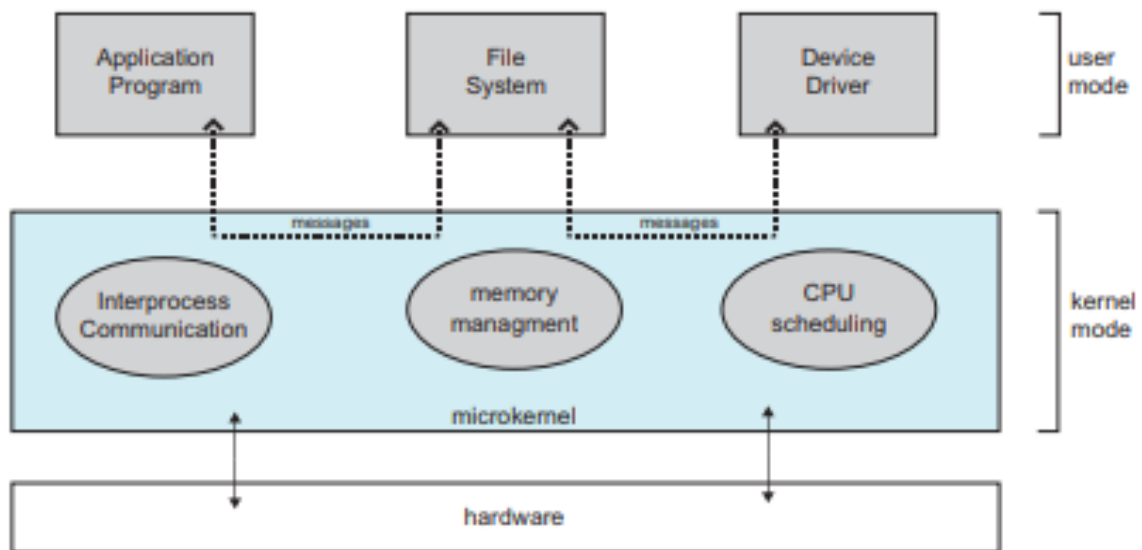 Application
Program
File
System
Device
Driver
user
mode
messages
messages
Interprocess
Communication
memory
managment
CPU
scheduling
kernel
mode
microkernel
hardware